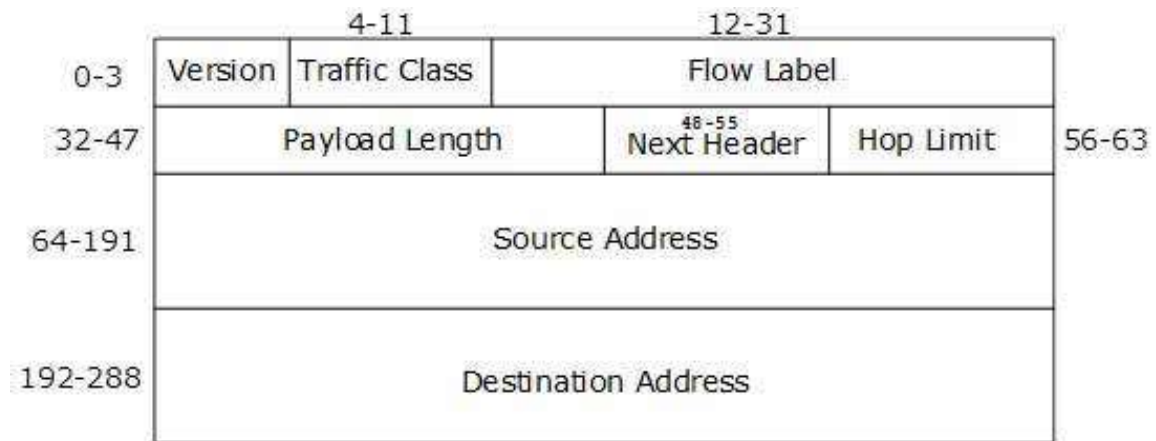 4-11 12-31
0-3 Version Traffic Class Flow Label
32-47 Payload Length 48-55 Next Header Hop Limit 56-63
64-191 Source Address
192-288 Destination Address